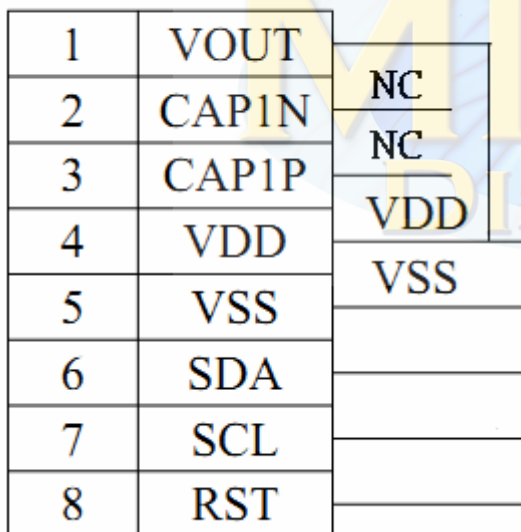 1 VOUT
NC
2 CAP1N
NC
3 CAP1P
VDD
4 VDD
VSS
5 VSS
6 SDA
7 SCL
8 RST